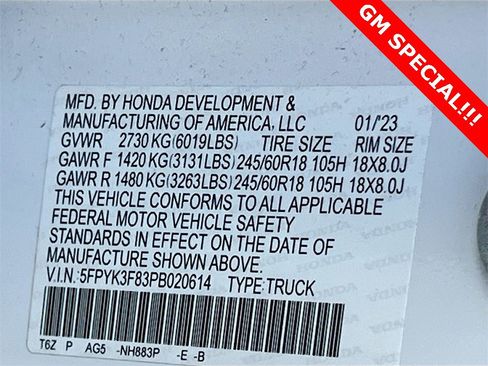 GM SPECIAL!!!
MFD. BY HONDA DEVELOPMENT &
MANUFACTURING OF AMERICA, LLC 01/'23
GVWR 2730 KG(6019LBS) TIRE SIZE RIM SIZE
GAWR F 1420 KG(3131LBS) 245/60R18 105H 18X8.0J
GAWR R 1480 KG(3263LBS) 245/60R18 105H 18X8.0J
THIS VEHICLE CONFORMS TO ALL APPLICABLE
FEDERAL MOTOR VEHICLE SAFETY
STANDARDS IN EFFECT ON THE DATE OF
MANUFACTURE SHOWN ABOVE.
V.I.N.: 5FPYK3F83PB020614 TYPE: TRUCK
T6Z P AG5 -NH883P -E -B